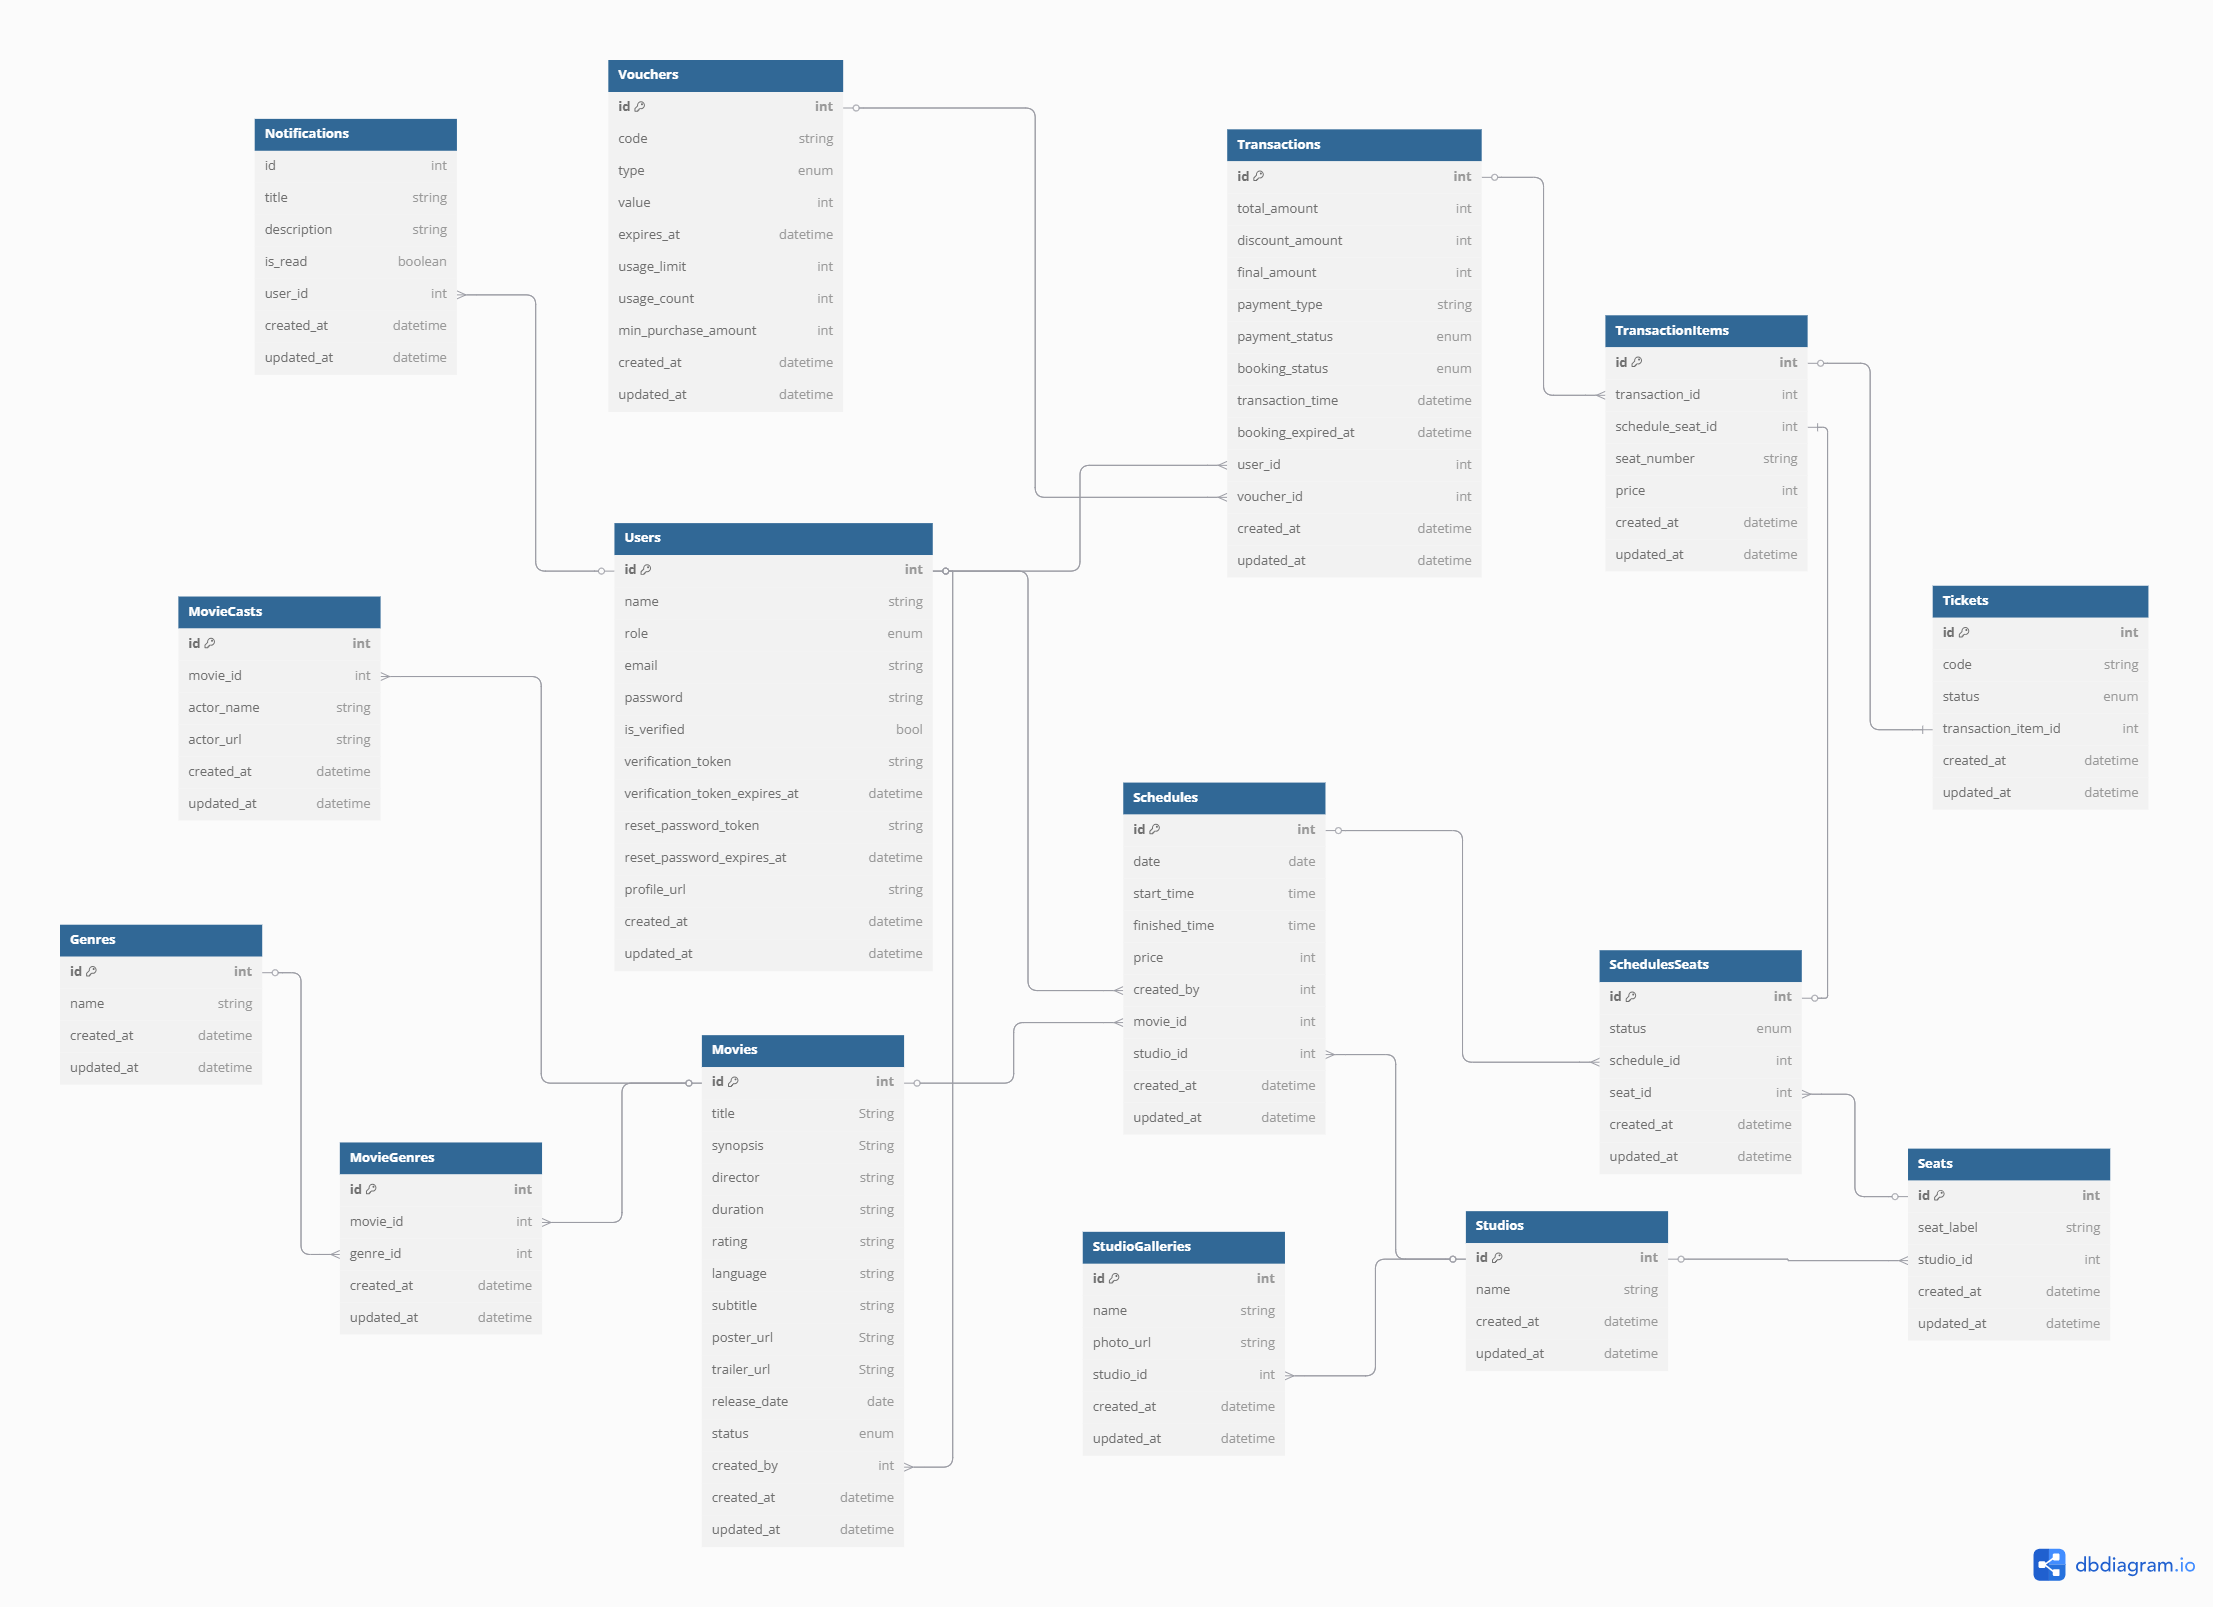 Vouchers
id int
code string
type enum
value int
expires_at datetime
usage_limit int
usage_count int
min_purchase_amount int
created_at datetime
updated_at datetime
Notifications
id int
title string
description string
is_read boolean
user_id int
created_at datetime
updated_at datetime
Transactions
id int
total_amount int
discount_amount int
final_amount int
payment_type string
payment_status enum
booking_status enum
transaction_time datetime
booking_expired_at datetime
user_id int
voucher_id int
created_at datetime
updated_at datetime
TransactionItems
id int
transaction_id int
schedule_seat_id int
seat_number string
price int
created_at datetime
updated_at datetime
Users
id int
name string
role enum
email string
password string
is_verified bool
verification_token string
verification_token_expires_at datetime
reset_password_token string
reset_password_expires_at datetime
profile_url string
created_at datetime
updated_at datetime
Tickets
id int
code string
status enum
transaction_item_id int
created_at datetime
updated_at datetime
MovieCasts
id int
movie_id int
actor_name string
actor_url string
created_at datetime
updated_at datetime
Schedules
id int
date date
start_time time
finished_time time
price int
created_by int
movie_id int
studio_id int
created_at datetime
updated_at datetime
Genres
id int
name string
created_at datetime
updated_at datetime
SchedulesSeats
id int
status enum
schedule_id int
seat_id int
created_at datetime
updated_at datetime
Movies
id int
title String
synopsis String
director string
duration string
rating string
language string
subtitle string
poster_url String
trailer_url String
release_date date
status enum
created_by int
created_at datetime
updated_at datetime
MovieGenres
id int
movie_id int
genre_id int
created_at datetime
updated_at datetime
Seats
id int
seat_label string
studio_id int
created_at datetime
updated_at datetime
Studios
id int
name string
created_at datetime
updated_at datetime
StudioGalleries
id int
name string
photo_url string
studio_id int
created_at datetime
updated_at datetime
dbdiagram.io